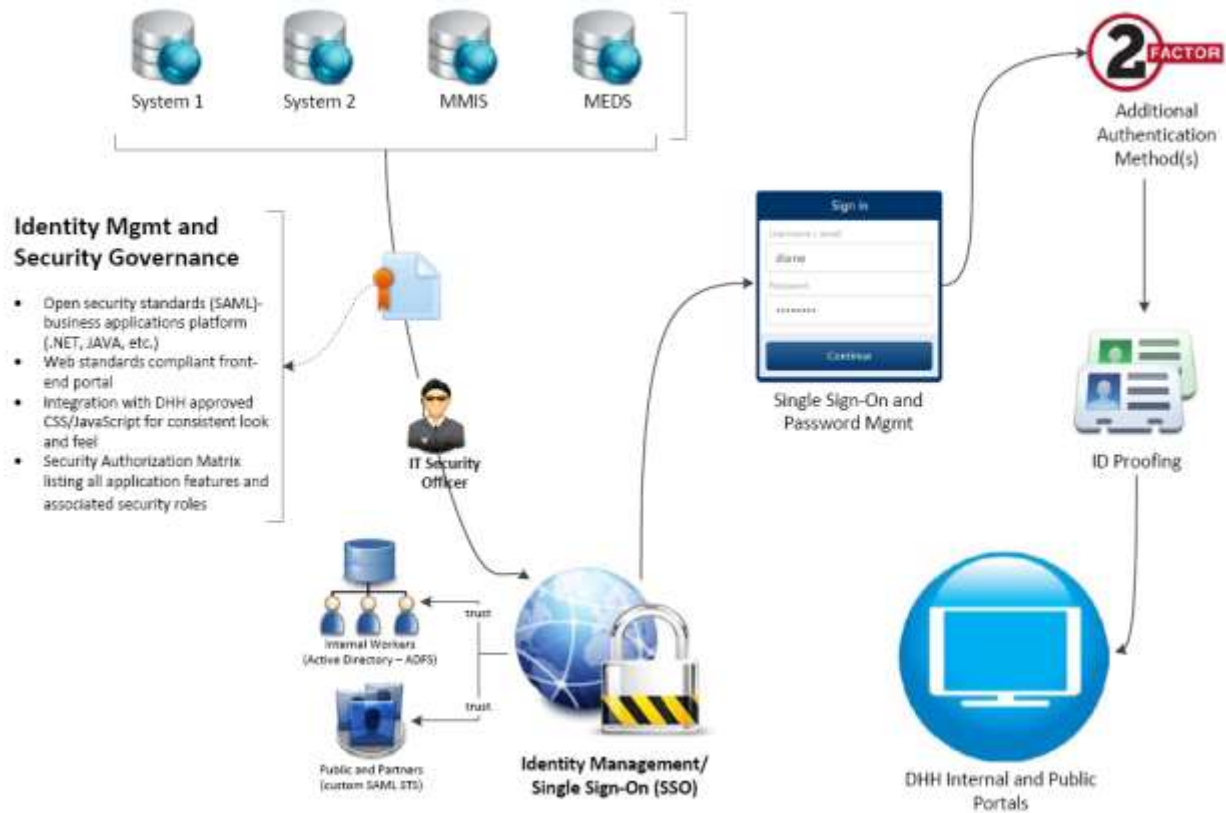 System 1
System 2
MMIS
MEDS
2
FACTOR
Additional
Authentication
Method(s)
Identity Mgmt and
Security Governance
• Open security standards (SAML)-
business applications platform
(.NET, JAVA, etc.)
• Web standards compliant front-
end portal
• Integration with DHH approved
CSS/JavaScript for consistent look
and feel
• Security Authorization Matrix
listing all application features and
associated security roles
Sign in
Password
Continue
Single Sign-On and
Password Mgmt
IT Security
Officer
ID Proofing
trust
Internal Workers
(Active Directory – ADFS)
trust
Public and Partners
(custom SAML STS)
Identity Management/
Single Sign-On (SSO)
DHH Internal and Public
Portals